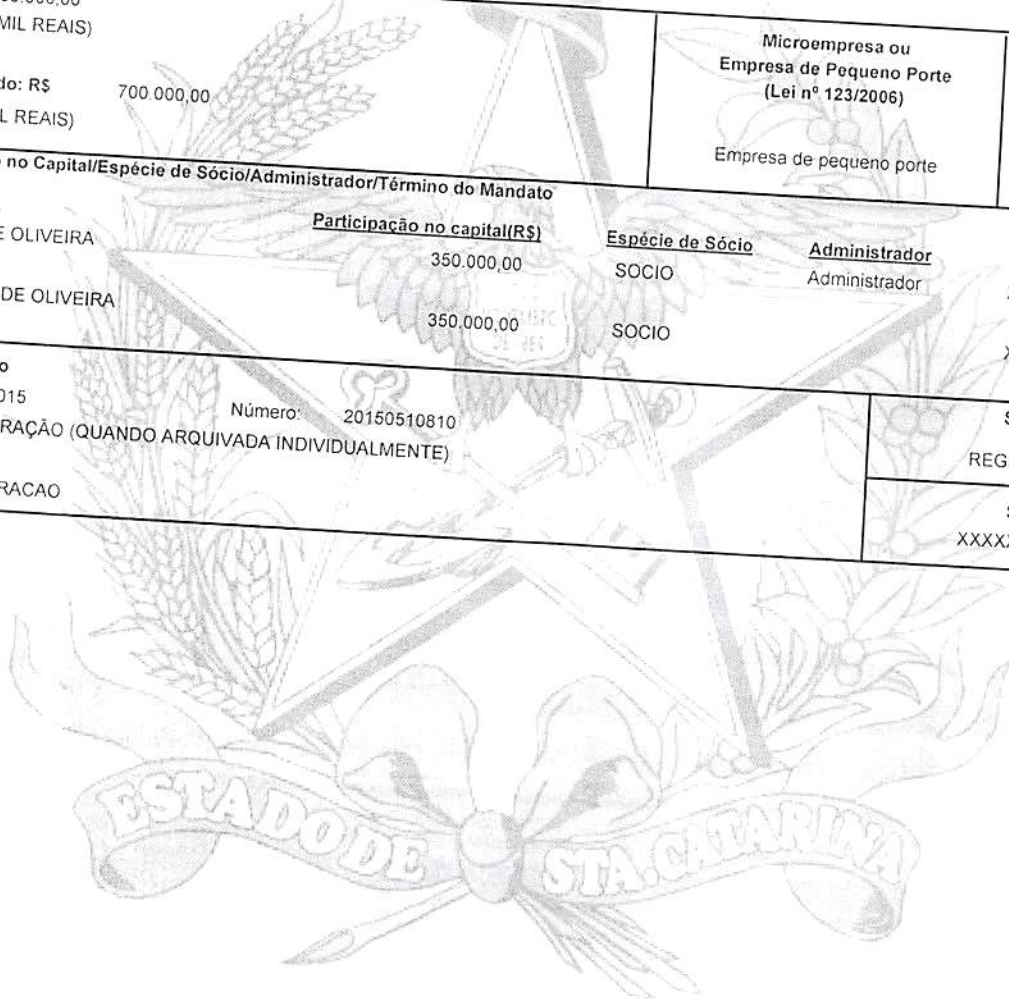 MIL REAIS)
Microempresa ou
Empresa de Pequeno Porte
(Lei nº 123/2006)
Empresa de pequeno porte
do: R$ 700.000,00
L REAIS)
no Capital/Espécie de Sócio/Administrador/Término do Mandato
Participação no capital(R$) Espécie de Sócio Administrador
E OLIVEIRA 350.000,00 SOCIO Administrador
DE OLIVEIRA 350.000,00 SOCIO
X
o
015 Número: 20150510810
RAÇÃO (QUANDO ARQUIVADA INDIVIDUALMENTE)
RACAO
S
REG
S
XXXX
ESTADO DE STA. CATARINA